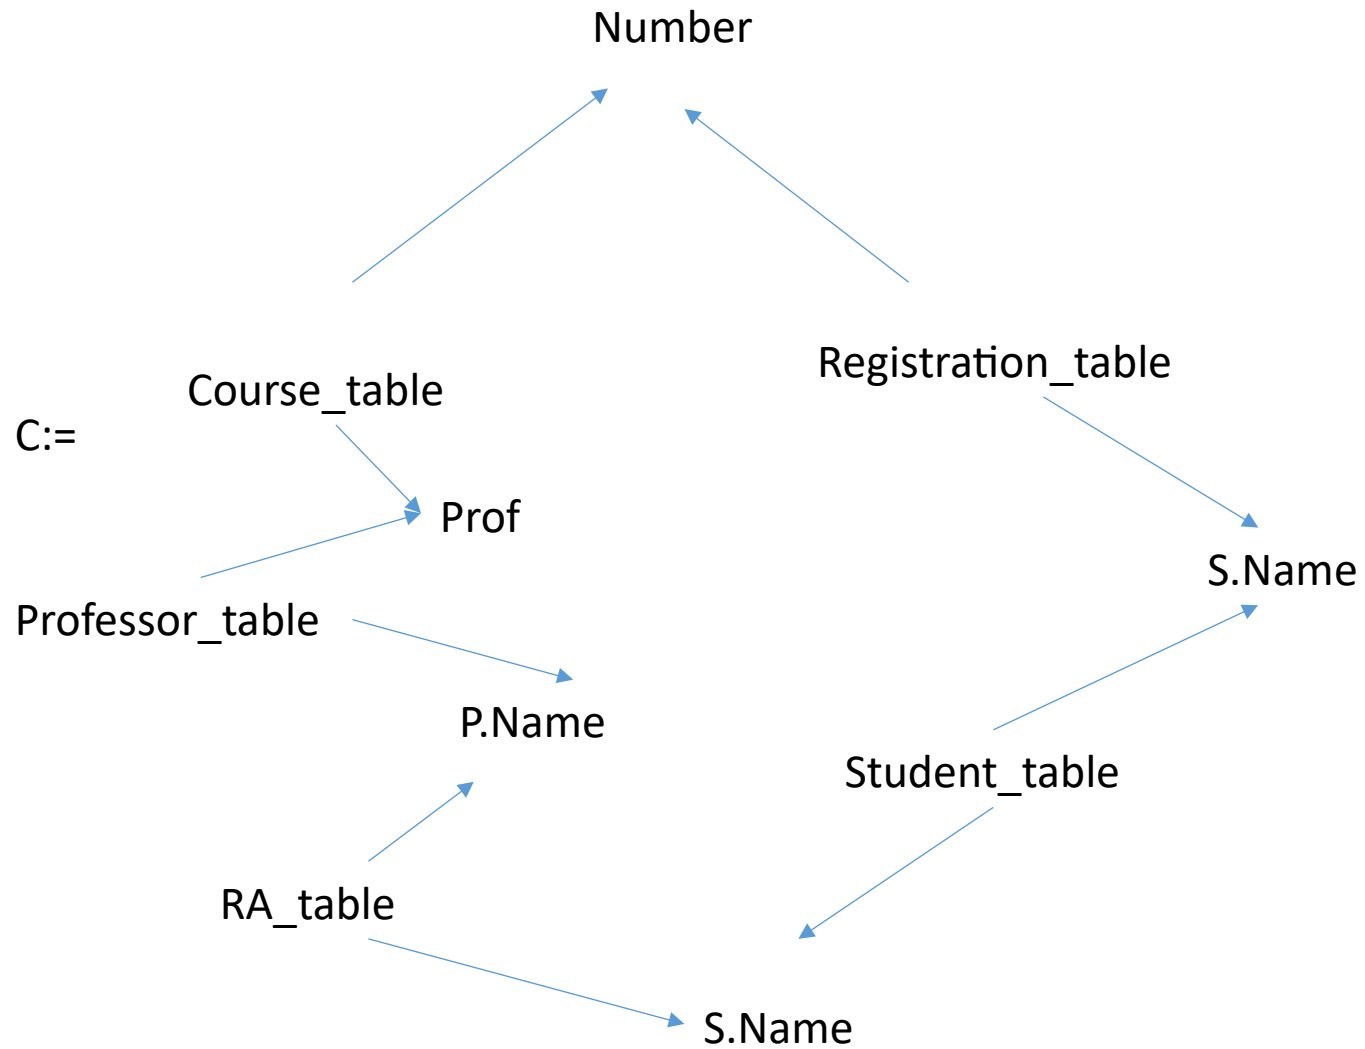 Number
Registration_table
Course_table
C:=
Prof
S.Name
Professor_table
P.Name
Student_table
RA_table
S.Name